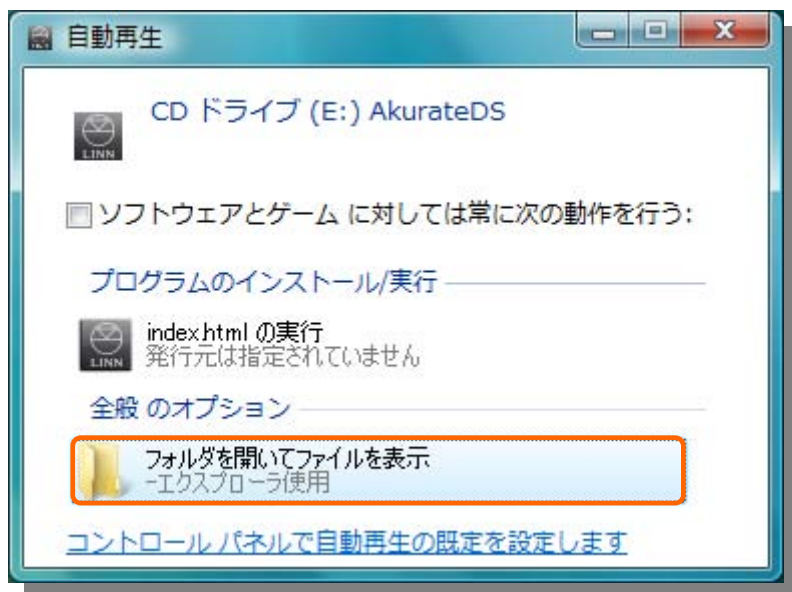 自動再生
CD ドライブ (E:) AkurateDS
LINN
ソフトウェアとゲーム に対しては常に次の動作を行う:
プログラムのインストール/実行
index.html の実行
LINN
発行元は指定されていません
全般 のオプション
フォルダを開いてファイルを表示
-エクスプローラ使用
コントロール パネルで自動再生の既定を設定します